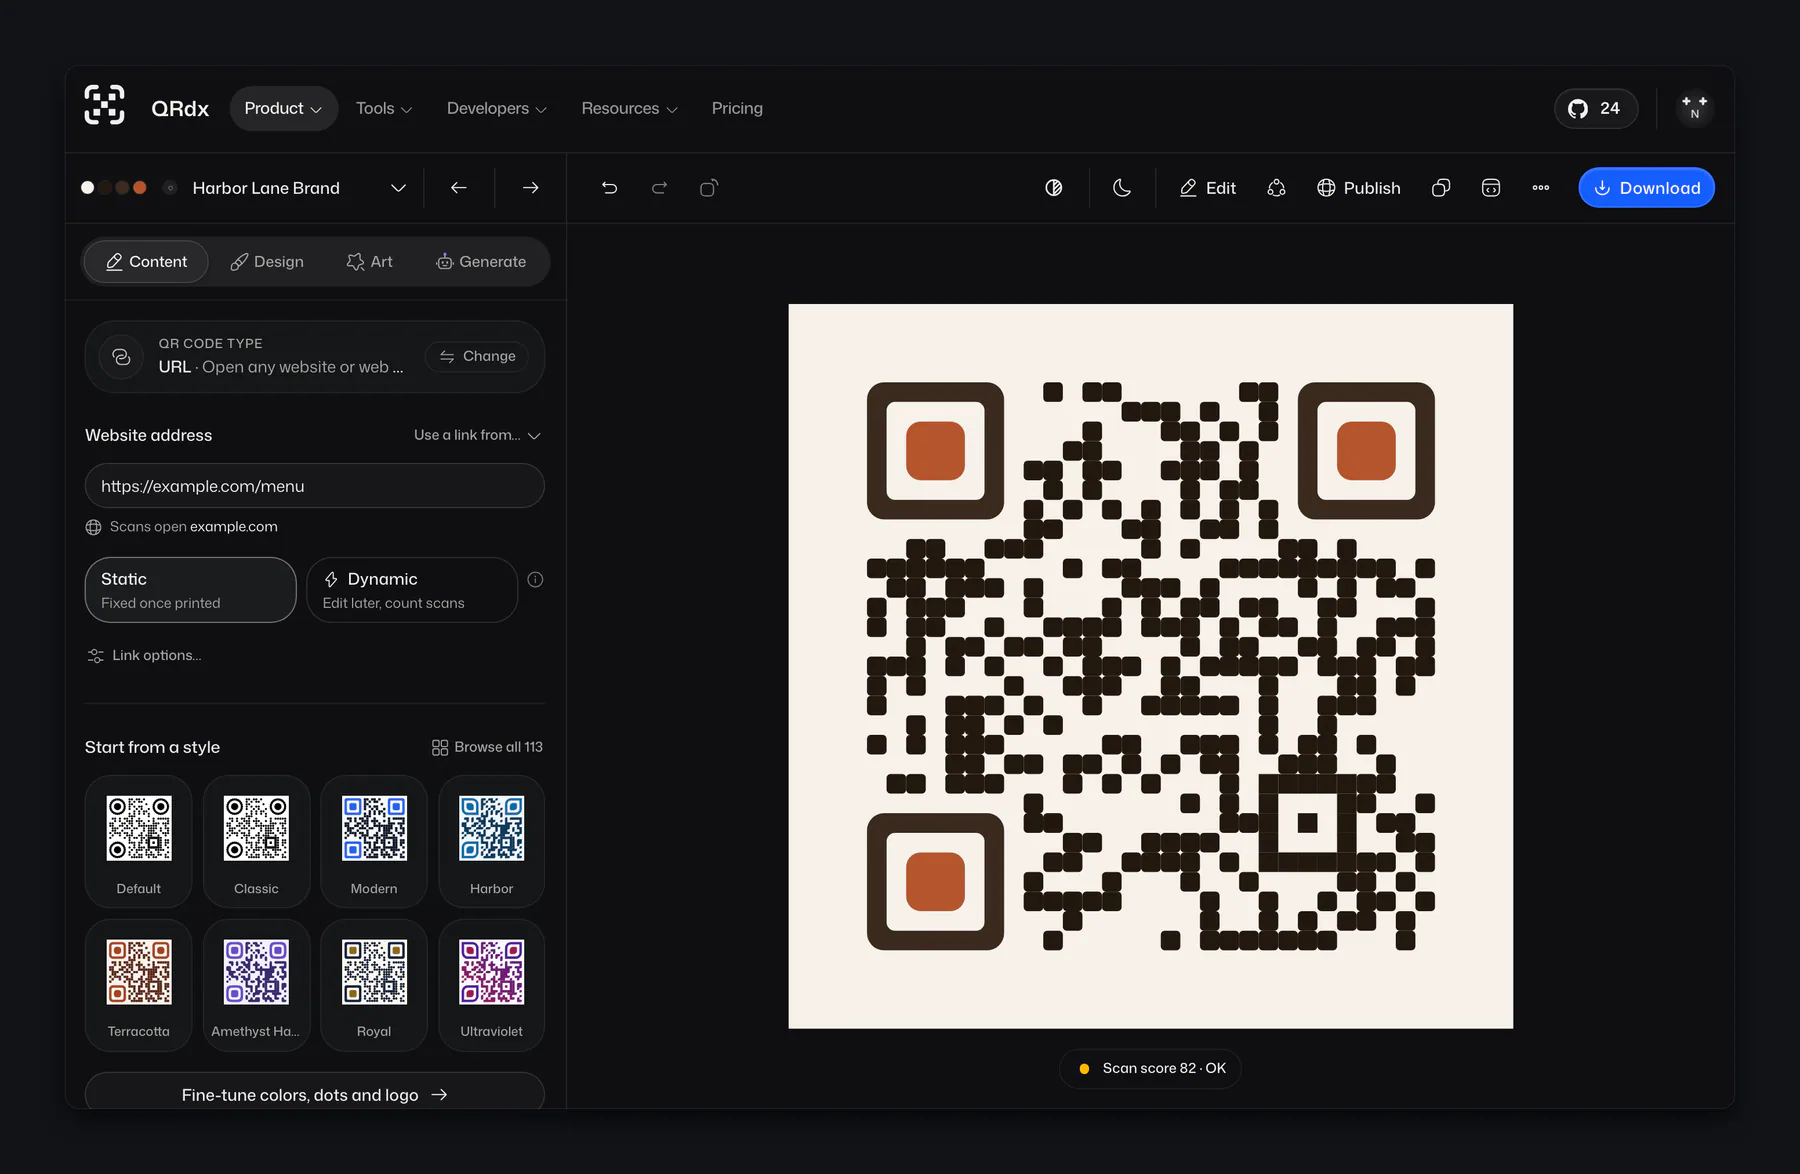 QRdx
Product
Tools
Developers
Resources
Pricing
24
N
Harbor Lane Brand
Edit
Publish
Download
Content
Design
Art
Generate
QR CODE TYPE
URL · Open any website or web ...
Change
Website address
Use a link from...
https://example.com/menu
Scans open example.com
Static
Fixed once printed
Dynamic
Edit later, count scans
Link options...
Start from a style
Browse all 113
Default
Classic
Modern
Harbor
Terracotta
Amethyst Ha...
Royal
Ultraviolet
Fine-tune colors, dots and logo
Scan score 82 · OK